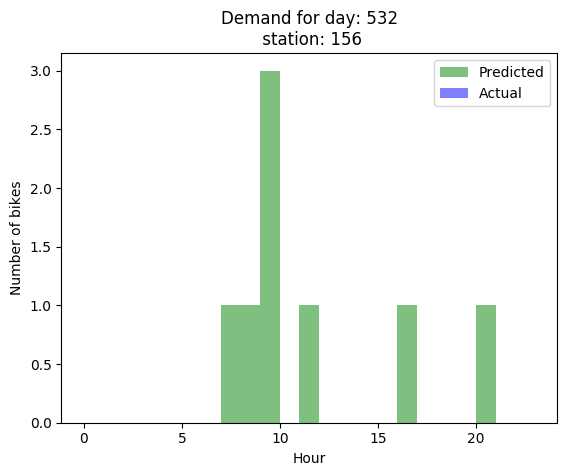 Demand for day: 532
station: 156
Predicted
Actual
3.0
2.5
2.0
1.5
1.0
0.5
0.0
Number of bikes
0 5 10 15 20
Hour